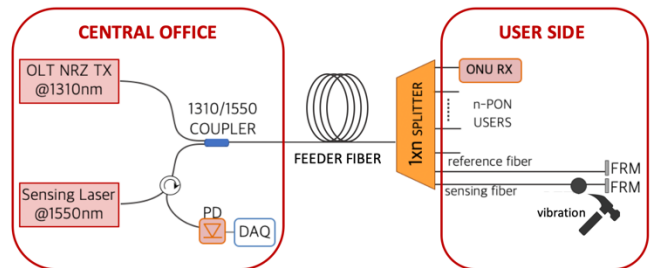 CENTRAL OFFICE
USER SIDE
OLT NRZ TX
@1310nm
1310/1550
COUPLER
FEEDER FIBER
1xn SPLITTER
ONU RX
n-PON
USERS
reference fiber
FRM
sensing fiber
FRM
vibration
Sensing Laser
@1550nm
PD
DAQ